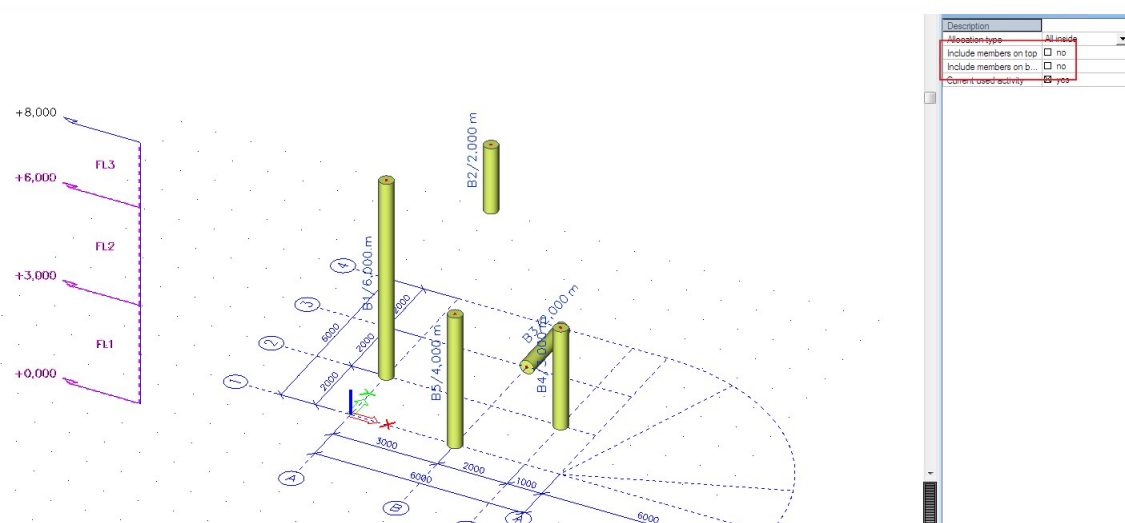 Description
Allocation type All inside
Include members on top no
Include members on b... no
Current used activity yes
+8,000
FL3
+6,000
FL2
+3,000
FL1
+0,000
B2/2.000 m
B1/6,000 m
B5/4,000 m
4
3
2
1
6000
2000
2000
2000
3000
2000
1000
6000
6000
A
B
A